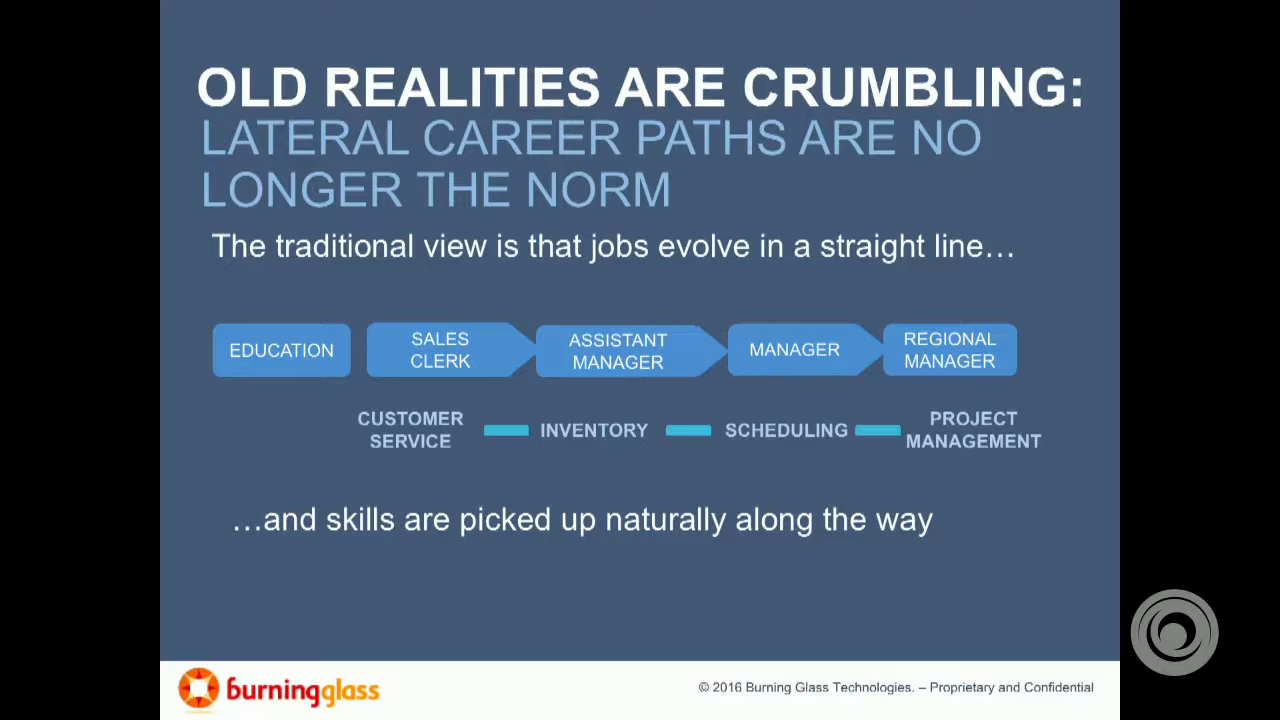 OLD REALITIES ARE CRUMBLING:
LATERAL CAREER PATHS ARE NO
LONGER THE NORM
The traditional view is that jobs evolve in a straight line…
EDUCATION
SALES
CLERK
ASSISTANT
MANAGER
MANAGER
REGIONAL
MANAGER
CUSTOMER
SERVICE
INVENTORY
SCHEDULING
PROJECT
MANAGEMENT
…and skills are picked up naturally along the way
burningglass
© 2016 Burning Glass Technologies. – Proprietary and Confidential